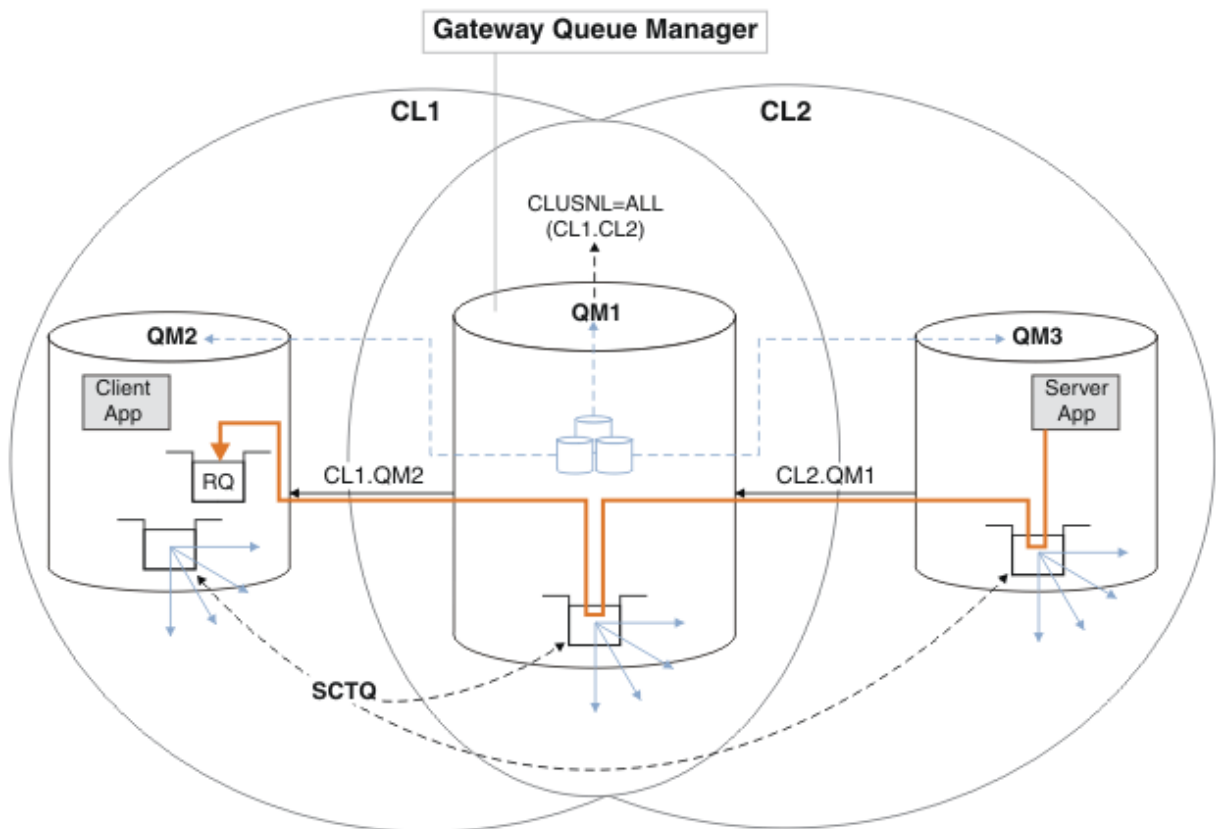 Gateway Queue Manager
CL1
CL2
CLUSNL=ALL
(CL1.CL2)
QM2
QM1
QM3
Client
App
Server
App
RQ
CL1.QM2
CL2.QM1
SCTQ